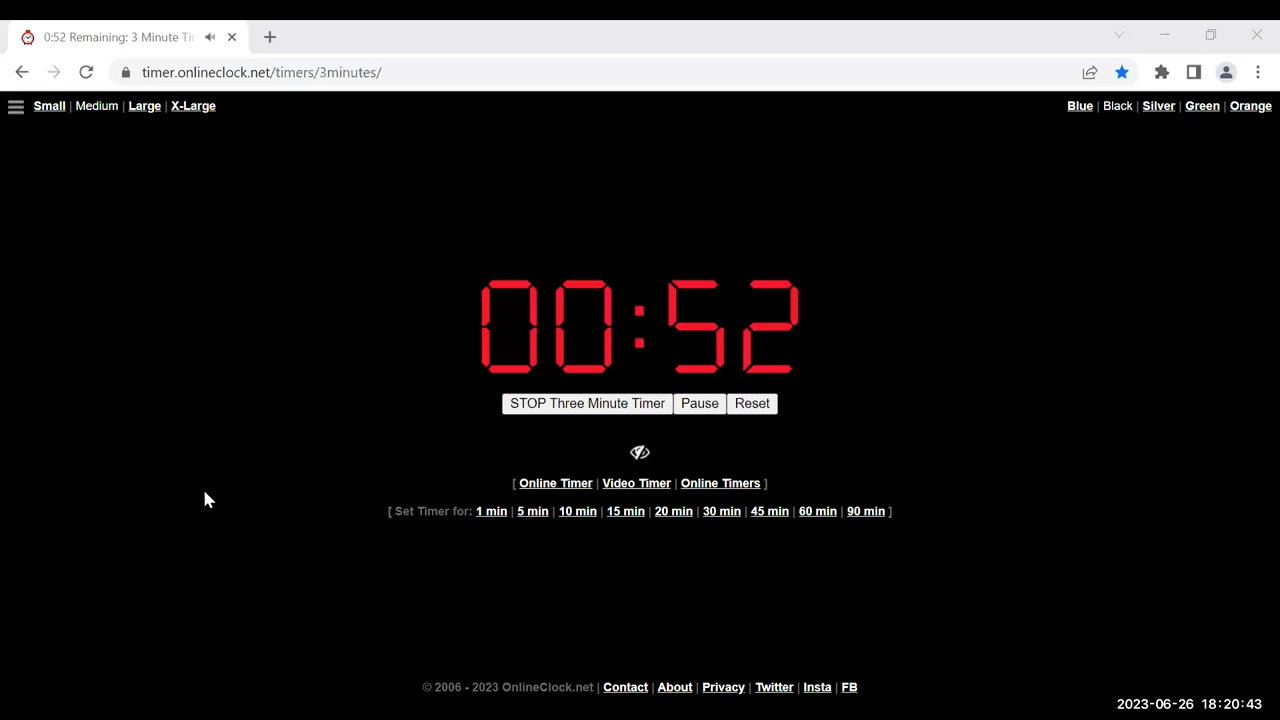 0:52 Remaining: 3 Minute Ti
timer.onlineclock.net/timers/3minutes/
Small | Medium | Large | X-Large
Blue | Black | Silver | Green | Orange
00:52
STOP Three Minute Timer Pause Reset
[ Online Timer | Video Timer | Online Timers ]
[ Set Timer for: 1 min | 5 min | 10 min | 15 min | 20 min | 30 min | 45 min | 60 min | 90 min ]
© 2006 - 2023 OnlineClock.net | Contact | About | Privacy | Twitter | Insta | FB
2023-06-26 18:20:43